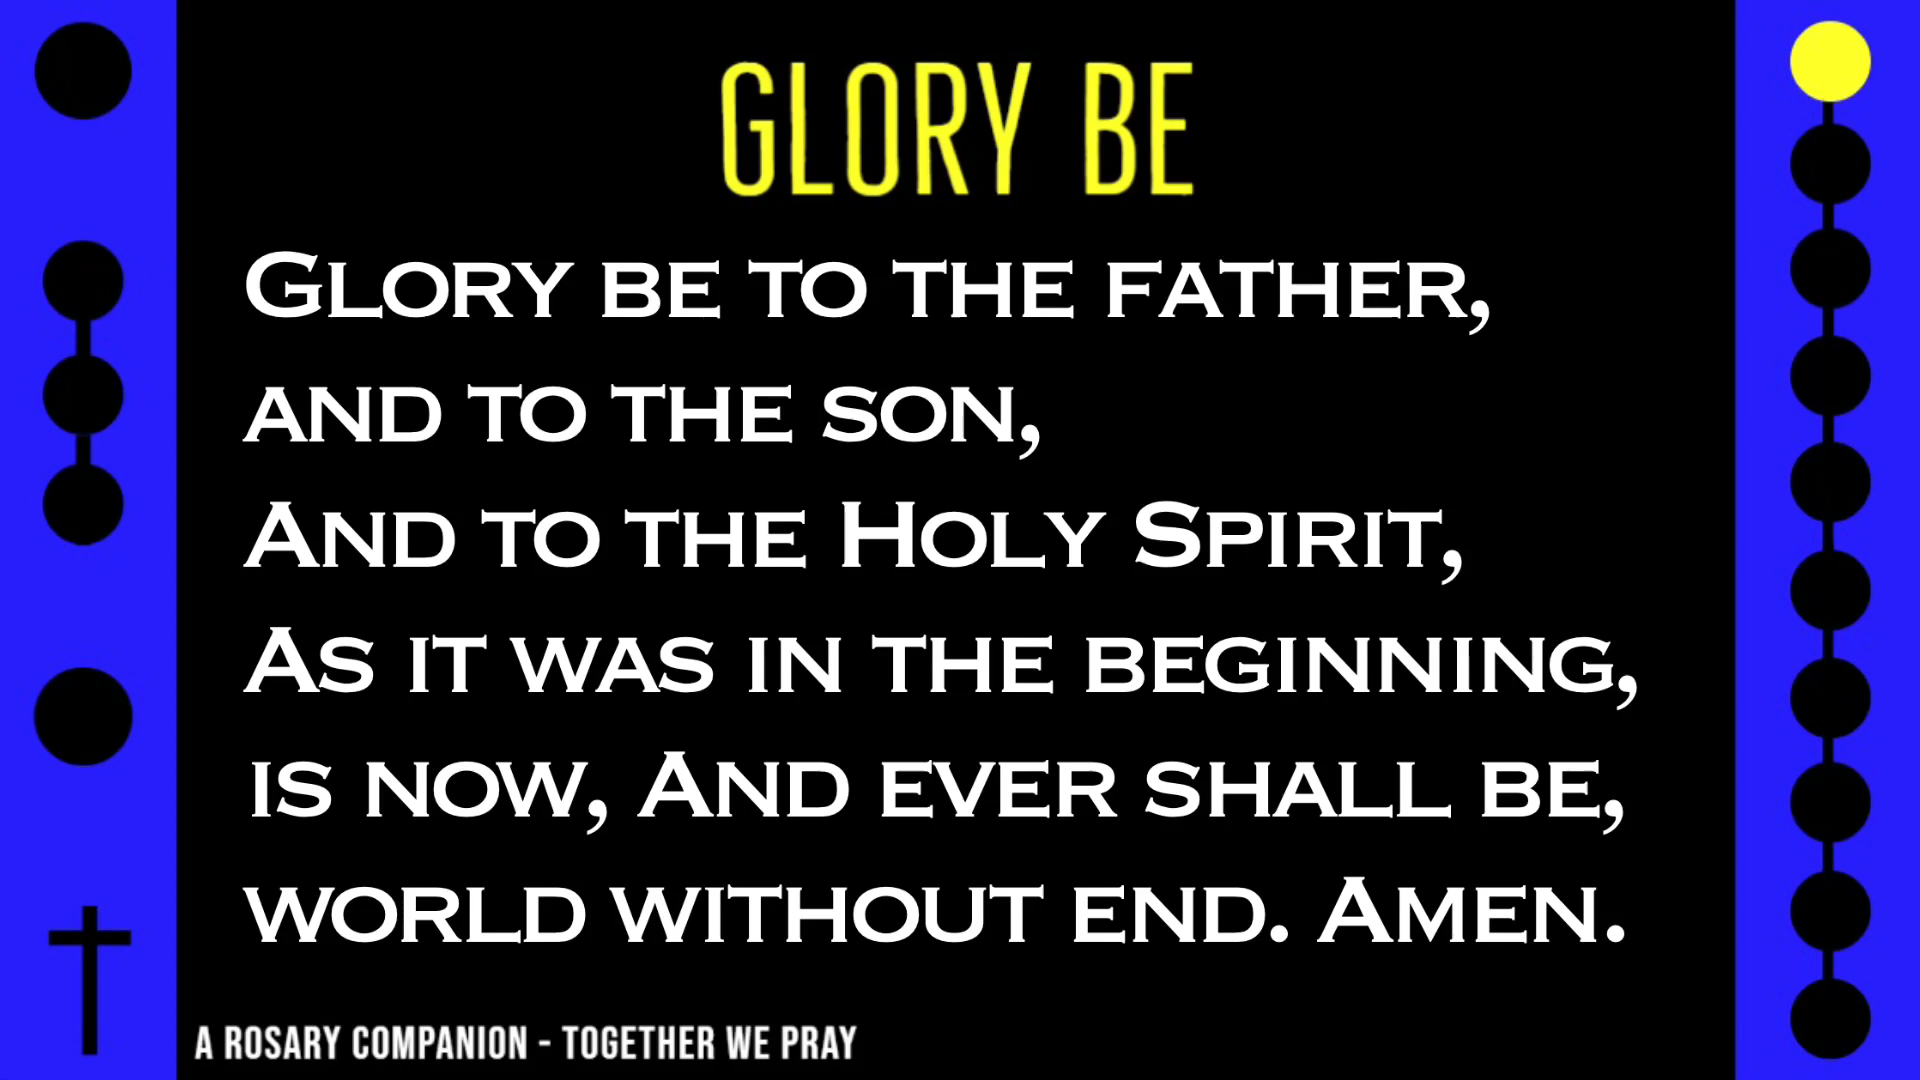 GLORY BE
Glory be to the father,
and to the son,
And to the Holy Spirit,
As it was in the beginning,
is now, And ever shall be,
world without end. Amen.
A ROSARY COMPANION - TOGETHER WE PRAY